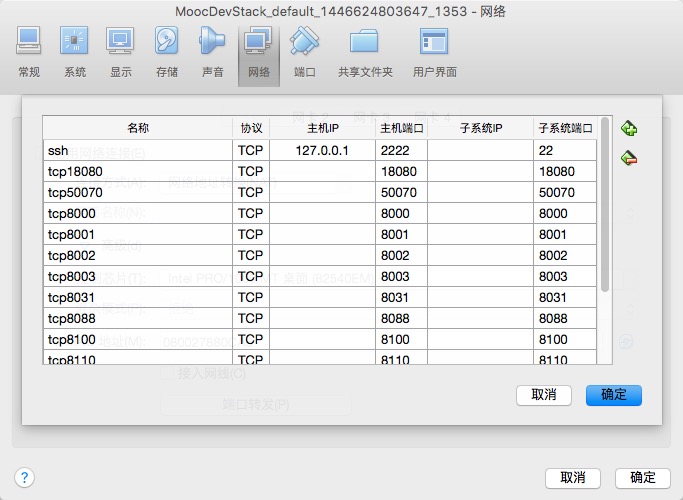 MoocDevStack_default_1446624803647_1353 - 网络
常规 系统 显示 存储 声音 网络 端口 共享文件夹 用户界面
名称 协议 主机IP 主机端口 子系统IP 子系统端口
ssh TCP 127.0.0.1 2222 22
tcp18080 TCP 18080 18080
tcp50070 TCP 50070 50070
tcp8000 TCP 8000 8000
tcp8001 TCP 8001 8001
tcp8002 TCP 8002 8002
tcp8003 TCP 8003 8003
tcp8031 TCP 8031 8031
tcp8088 TCP 8088 8088
tcp8100 TCP 8100 8100
tcp8110 TCP 8110 8110
接入网线(C)
端口转发(P)
取消 确定
? 取消 确定